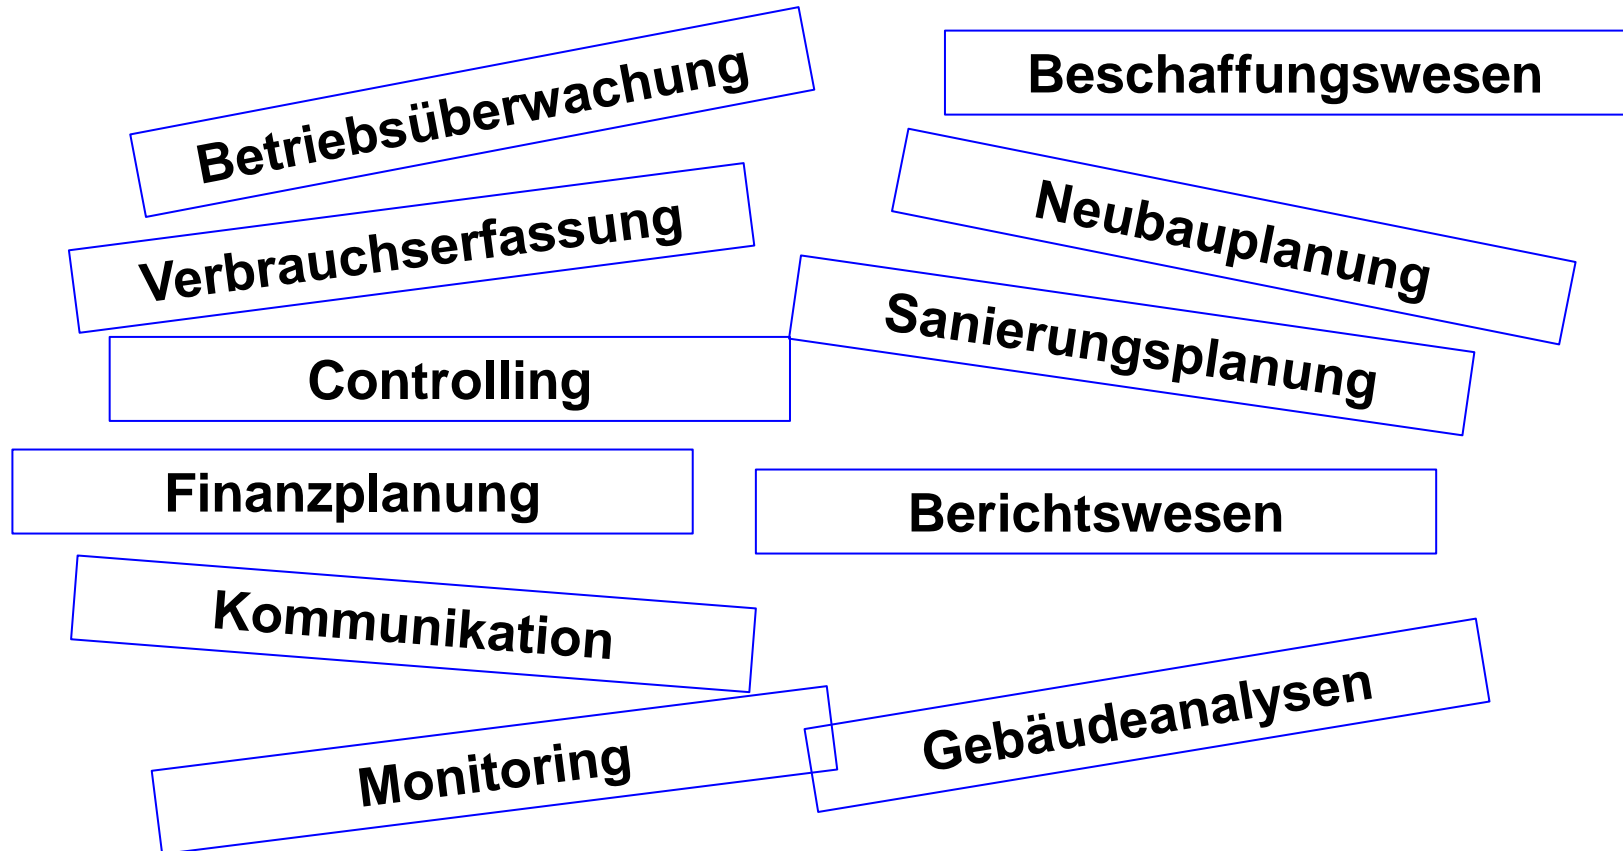 Betriebsüberwachung
Beschaffungswesen
Verbrauchserfassung
Neubauplanung
Sanierungsplanung
Controlling
Finanzplanung
Berichtswesen
Kommunikation
Gebäudeanalysen
Monitoring